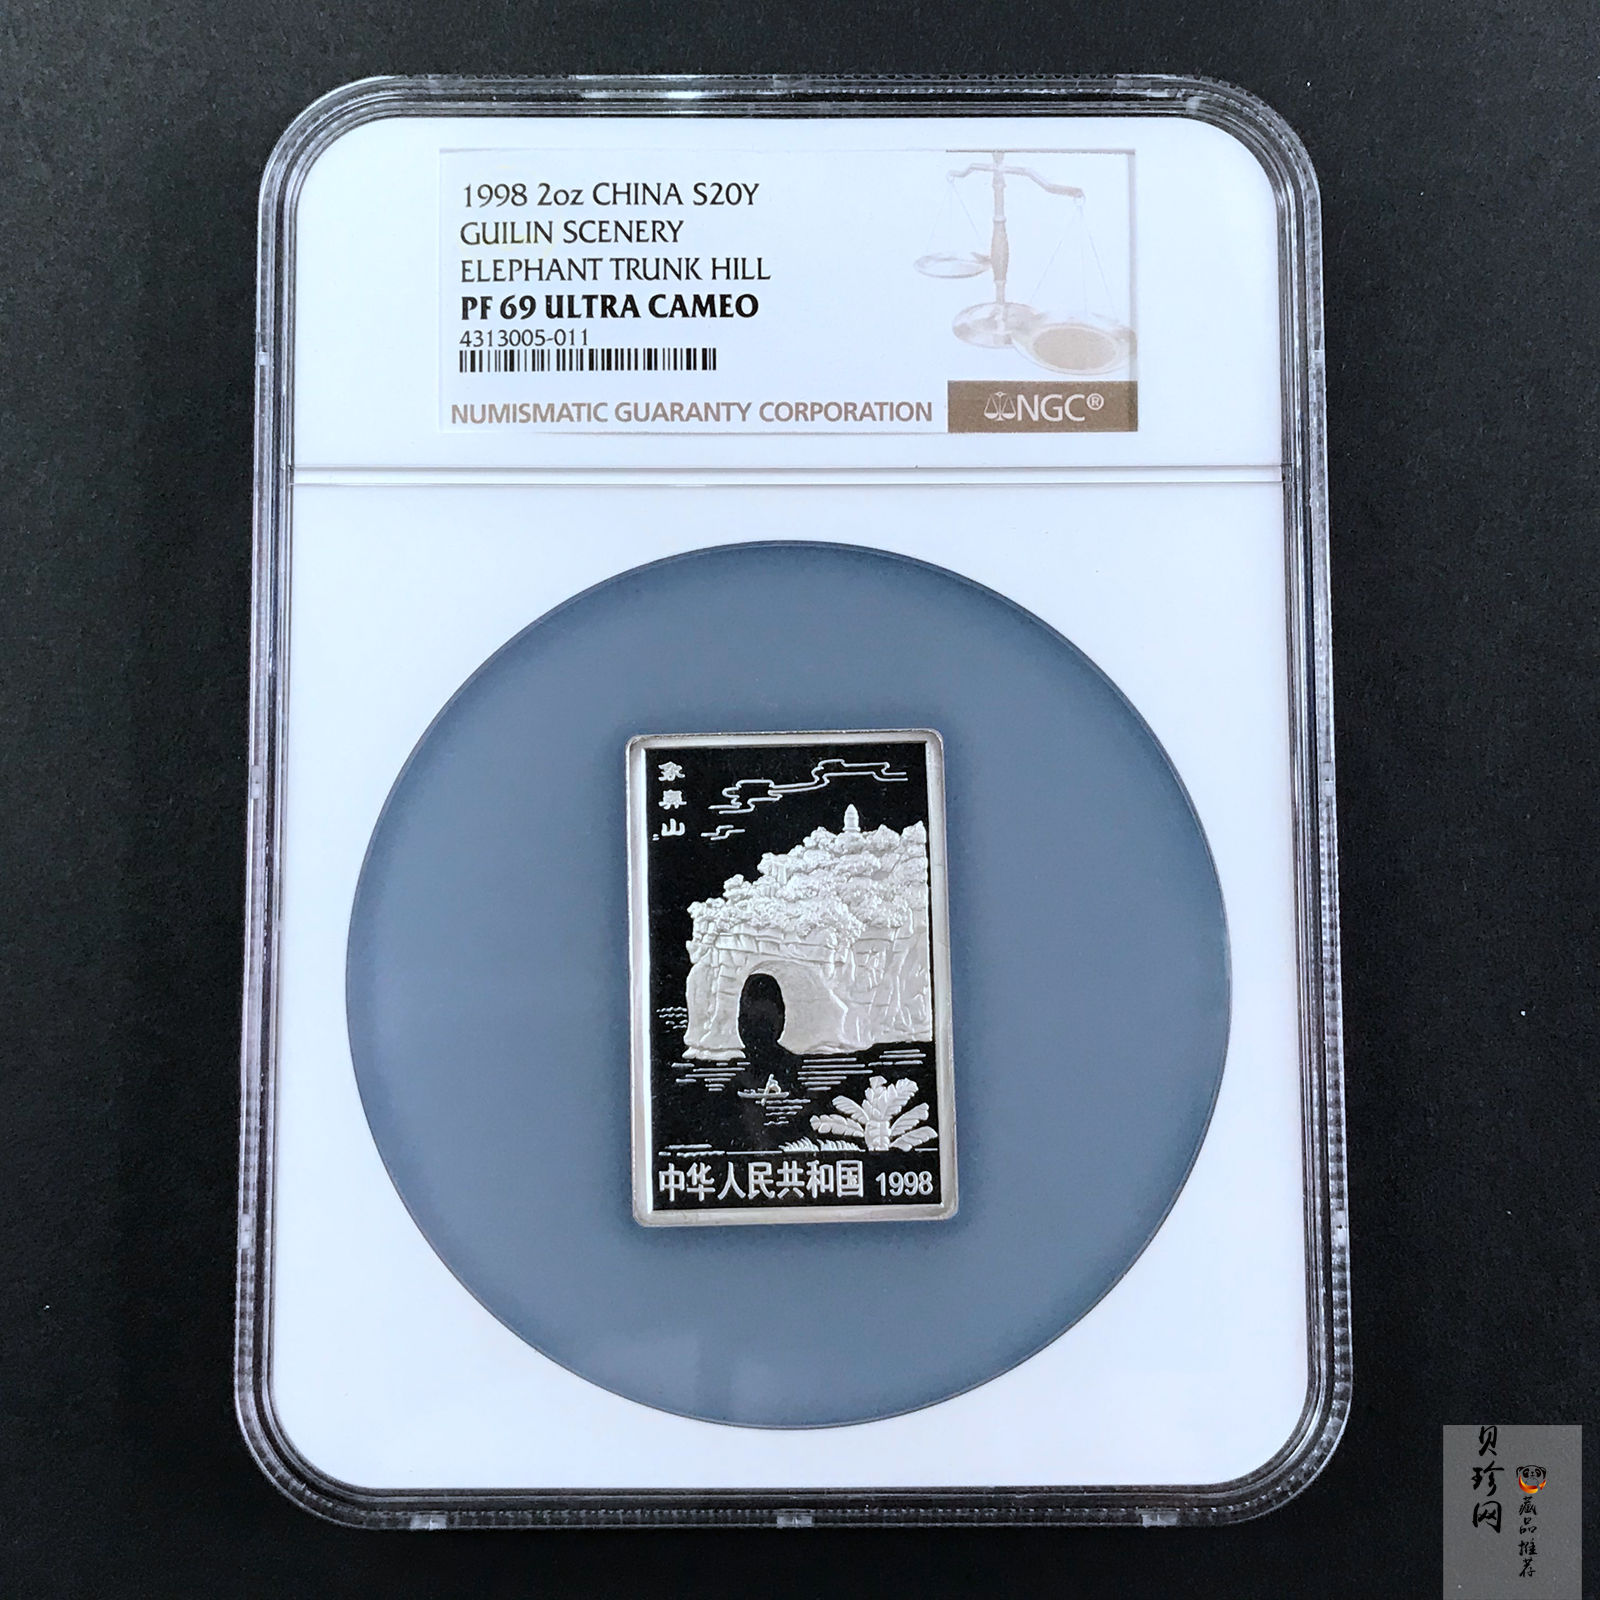 1998 2oz CHINA S20Y
GUILIN SCENERY
ELEPHANT TRUNK HILL
PF 69 ULTRA CAMEO
4313005-011
NUMISMATIC GUARANTY CORPORATION
NGC®
象鼻山
中华人民共和国 1998
贝珍网
藏品推荐